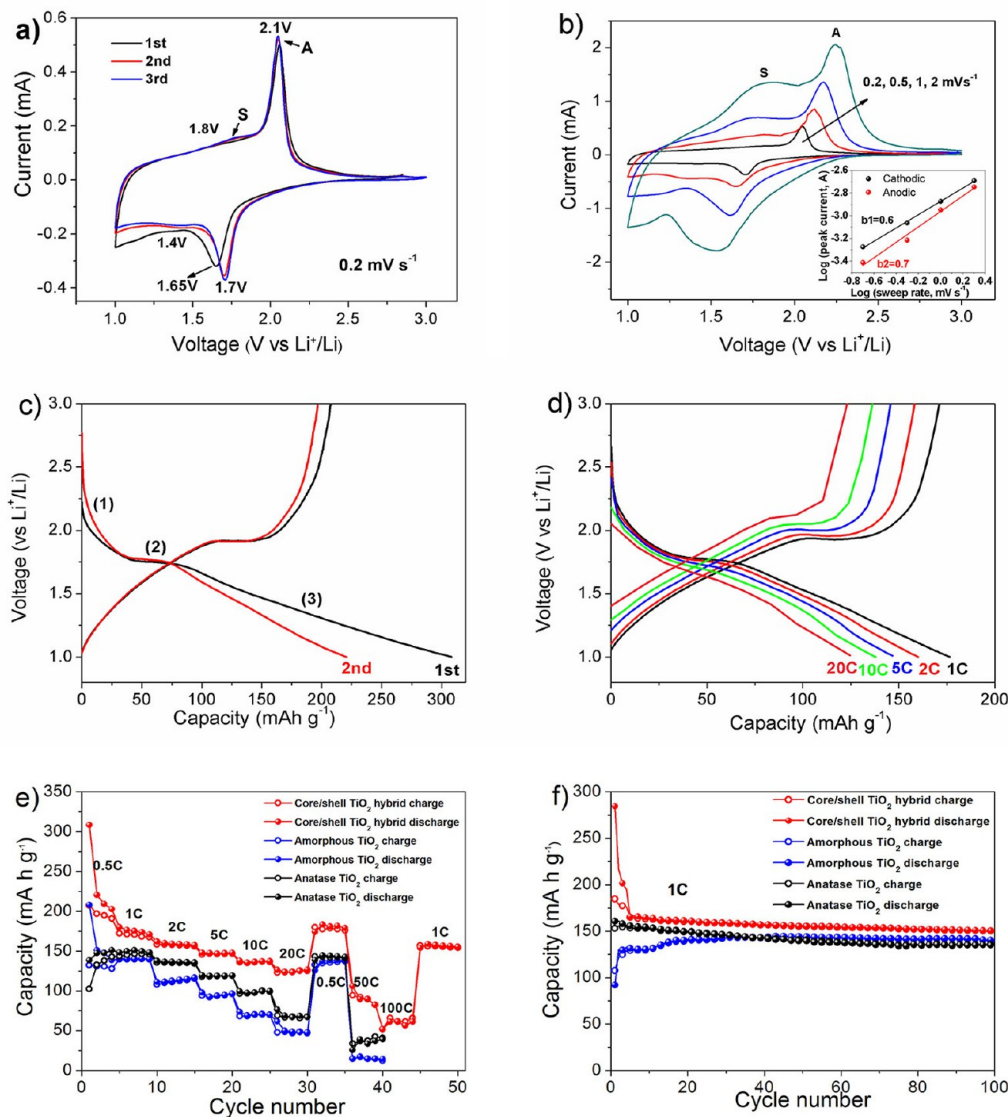 a)
Current (mA)
0.6
0.4
0.2
0.0
-0.2
-0.4
1st
2nd
3rd
2.1V
A
S
1.8V
1.4V
1.65V
1.7V
0.2 mV s⁻¹
1.0 1.5 2.0 2.5 3.0
Voltage (V vs Li⁺/Li)
b)
Current (mA)
2
1
0
-1
-2
S
A
0.2, 0.5, 1, 2 mVs⁻¹
Cathodic
Anodic
b1=0.6
b2=0.7
Log (peak current, A)
-2.6
-2.8
-3.0
-3.2
-3.4
-0.6 -0.3 0.0 0.3
Log (sweep rate, mV s⁻¹)
1.0 1.5 2.0 2.5 3.0
Voltage (V vs Li⁺/Li)
c)
Voltage (vs Li⁺/Li)
3.0
2.5
2.0
1.5
1.0
(1)
(2)
(3)
2nd
1st
0 50 100 150 200 250 300
Capacity (mAh g⁻¹)
d)
Voltage (V vs Li⁺/Li)
3.0
2.5
2.0
1.5
1.0
20C 10C 5C 2C 1C
0 50 100 150 200
Capacity (mAh g⁻¹)
e)
Capacity (mA h g⁻¹)
350
300
250
200
150
100
50
0
Core/shell TiO₂ hybrid charge
Core/shell TiO₂ hybrid discharge
Amorphous TiO₂ charge
Amorphous TiO₂ discharge
Anatase TiO₂ charge
Anatase TiO₂ discharge
0.5C
1C
2C
5C
10C
20C
0.5C
50C
100C
1C
0 10 20 30 40 50
Cycle number
f)
Capacity (mA h g⁻¹)
350
300
250
200
150
100
50
0
Core/shell TiO₂ hybrid charge
Core/shell TiO₂ hybrid discharge
Amorphous TiO₂ charge
Amorphous TiO₂ discharge
Anatase TiO₂ charge
Anatase TiO₂ discharge
1C
0 20 40 60 80 100
Cycle number